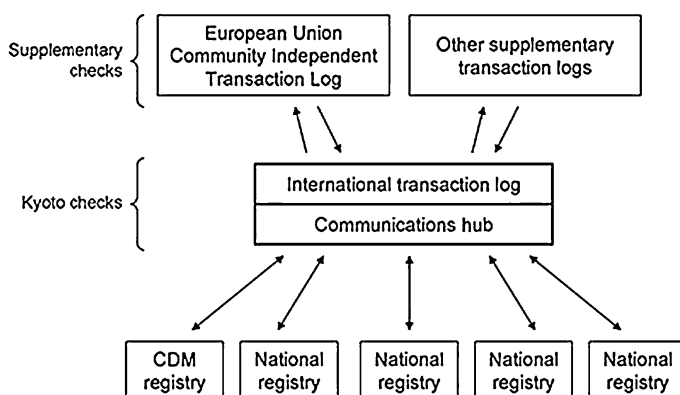 Supplementary
checks
European Union
Community Independent
Transaction Log
Other supplementary
transaction logs
Kyoto checks
International transaction log
Communications hub
CDM
registry
National
registry
National
registry
National
registry
National
registry